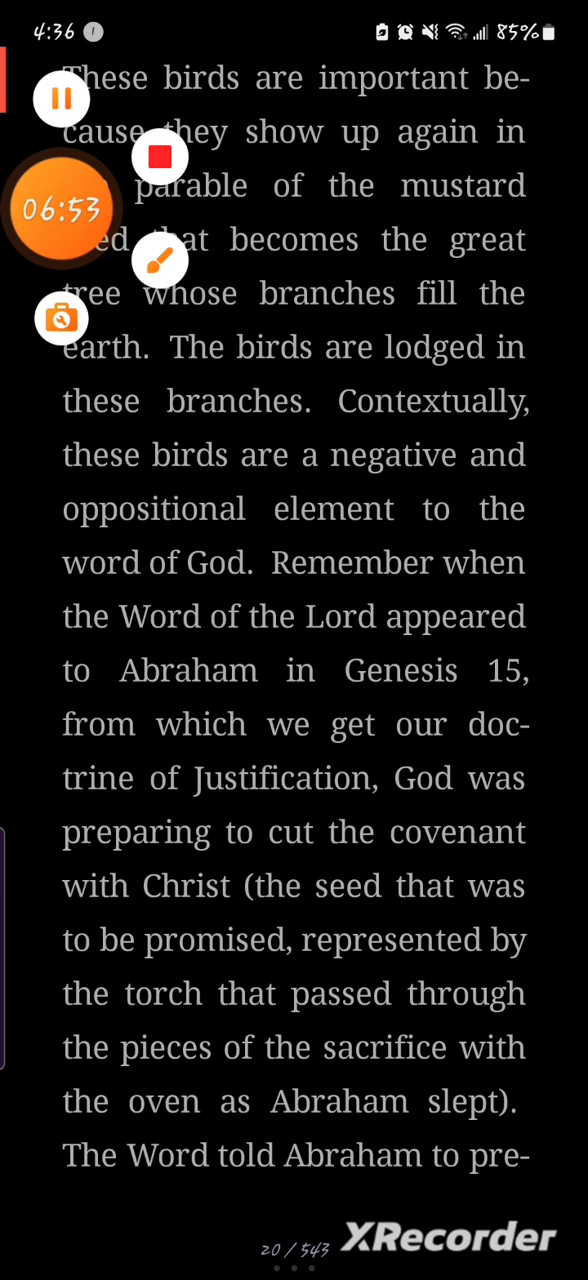 4:36
85%
These birds are important be-
cause they show up again in
parable of the mustard
that becomes the great
06:53
tree whose branches fill the
earth. The birds are lodged in
these branches. Contextually,
these birds are a negative and
oppositional element to the
word of God. Remember when
the Word of the Lord appeared
to Abraham in Genesis 15,
from which we get our doc-
trine of Justification, God was
preparing to cut the covenant
with Christ (the seed that was
to be promised, represented by
the torch that passed through
the pieces of the sacrifice with
the oven as Abraham slept).
The Word told Abraham to pre-
20 / 543
XRecorder